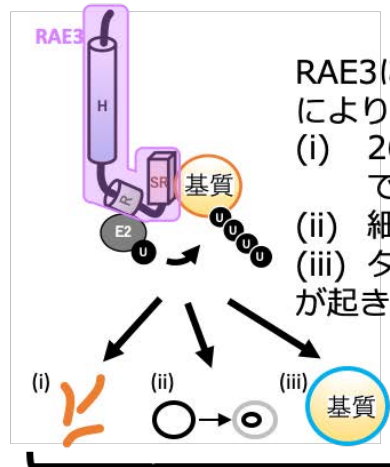 RAE3
H
R
SR
基質
E2
U
U
U
U
U
RAE3に
により
(i) 2
で
(ii) 細
(iii) タ
が起き
(i)
(ii)
(iii)
基質